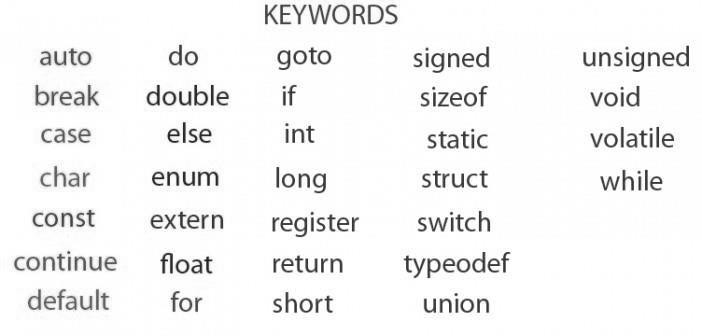 KEYWORDS
auto do goto signed unsigned
break double if sizeof void
case else int static volatile
char enum long struct while
const extern register switch
continue float return typeodef
default for short union